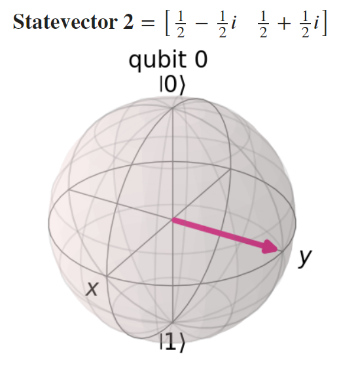 Statevector 2 = [1/2 − 1/2i  1/2 + 1/2i]
qubit 0
|0⟩
y
x
|1⟩